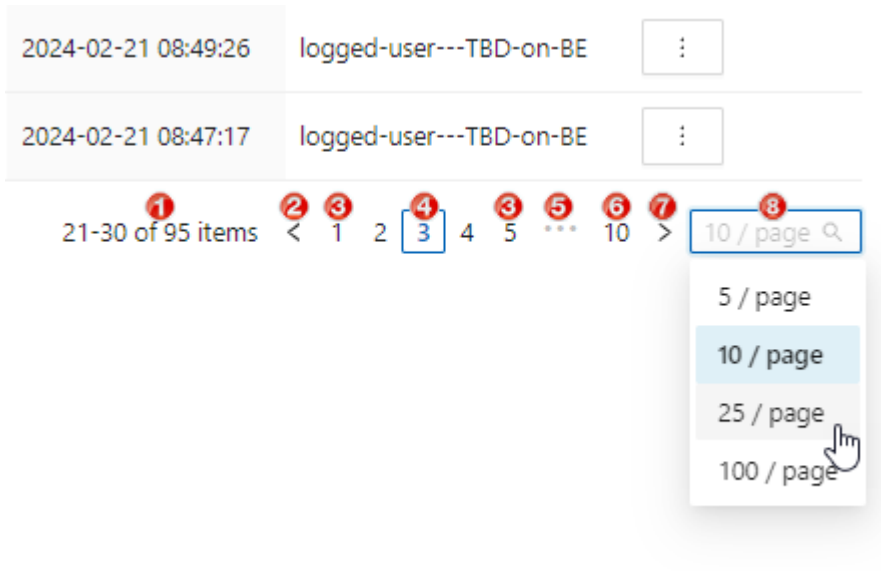 2024-02-21 08:49:26 logged-user---TBD-on-BE ⋮
2024-02-21 08:47:17 logged-user---TBD-on-BE ⋮
1 2 3 4 3 5 6 7 8
21-30 of 95 items < 1 2 3 4 5 ••• 10 > 10 / page
5 / page
10 / page
25 / page
100 / page